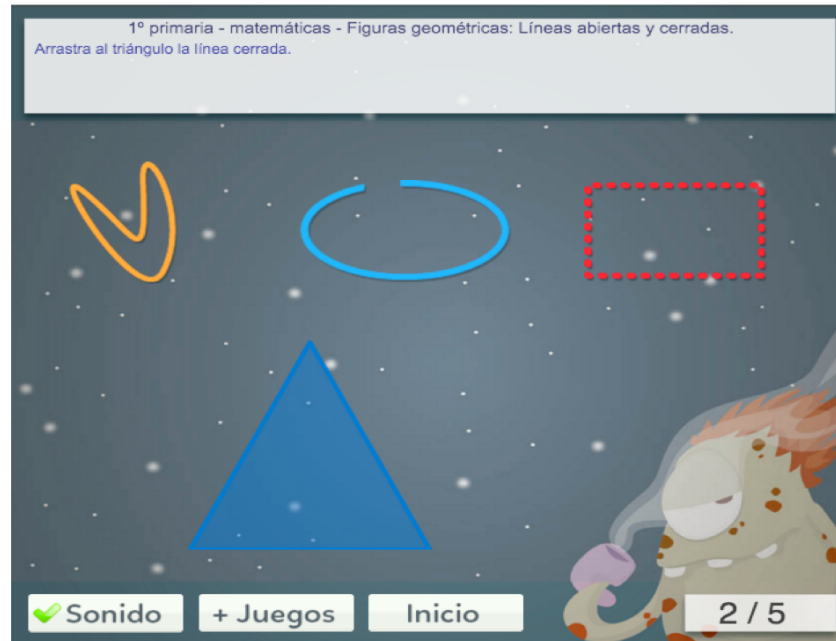 1º primaria - matemáticas - Figuras geométricas: Líneas abiertas y cerradas.
Arrastra al triángulo la línea cerrada.
Sonido
+ Juegos
Inicio
2 / 5